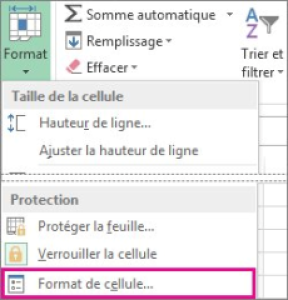 Format
Somme automatique
Remplissage
Effacer
A
Z
Trier et
filtrer
Taille de la cellule
Hauteur de ligne...
Ajuster la hauteur de ligne
Protection
Protéger la feuille...
Verrouiller la cellule
Format de cellule...